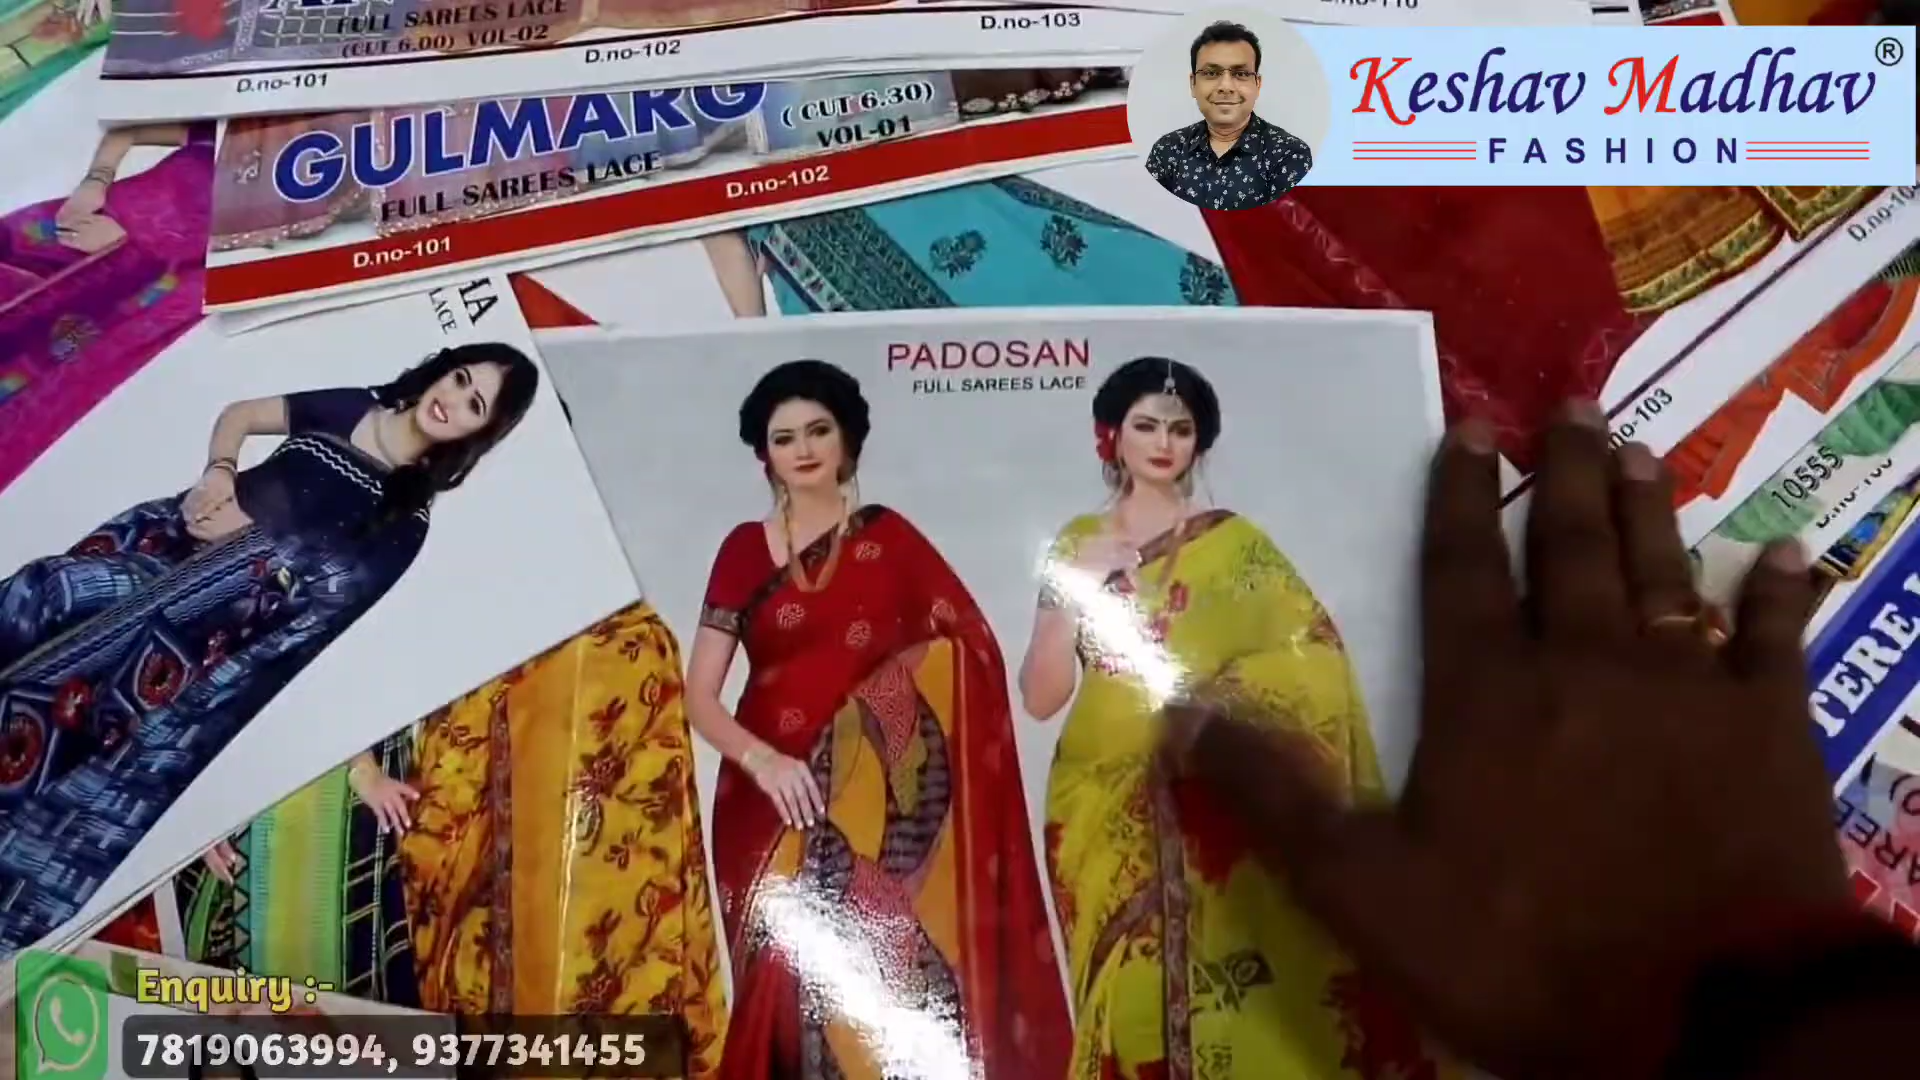 FULL SAREES LACE
(CUT 6.00) VOL-02
D.no-101
D.no-102
D.no-103
GULMARG
(CUT 6.30)
VOL-01
FULL SAREES LACE
D.no-101
D.no-102
Keshav Madhav®
FASHION
LACE
PADOSAN
FULL SAREES LACE
no-103
10555
TERE
Enquiry :-
7819063994, 9377341455